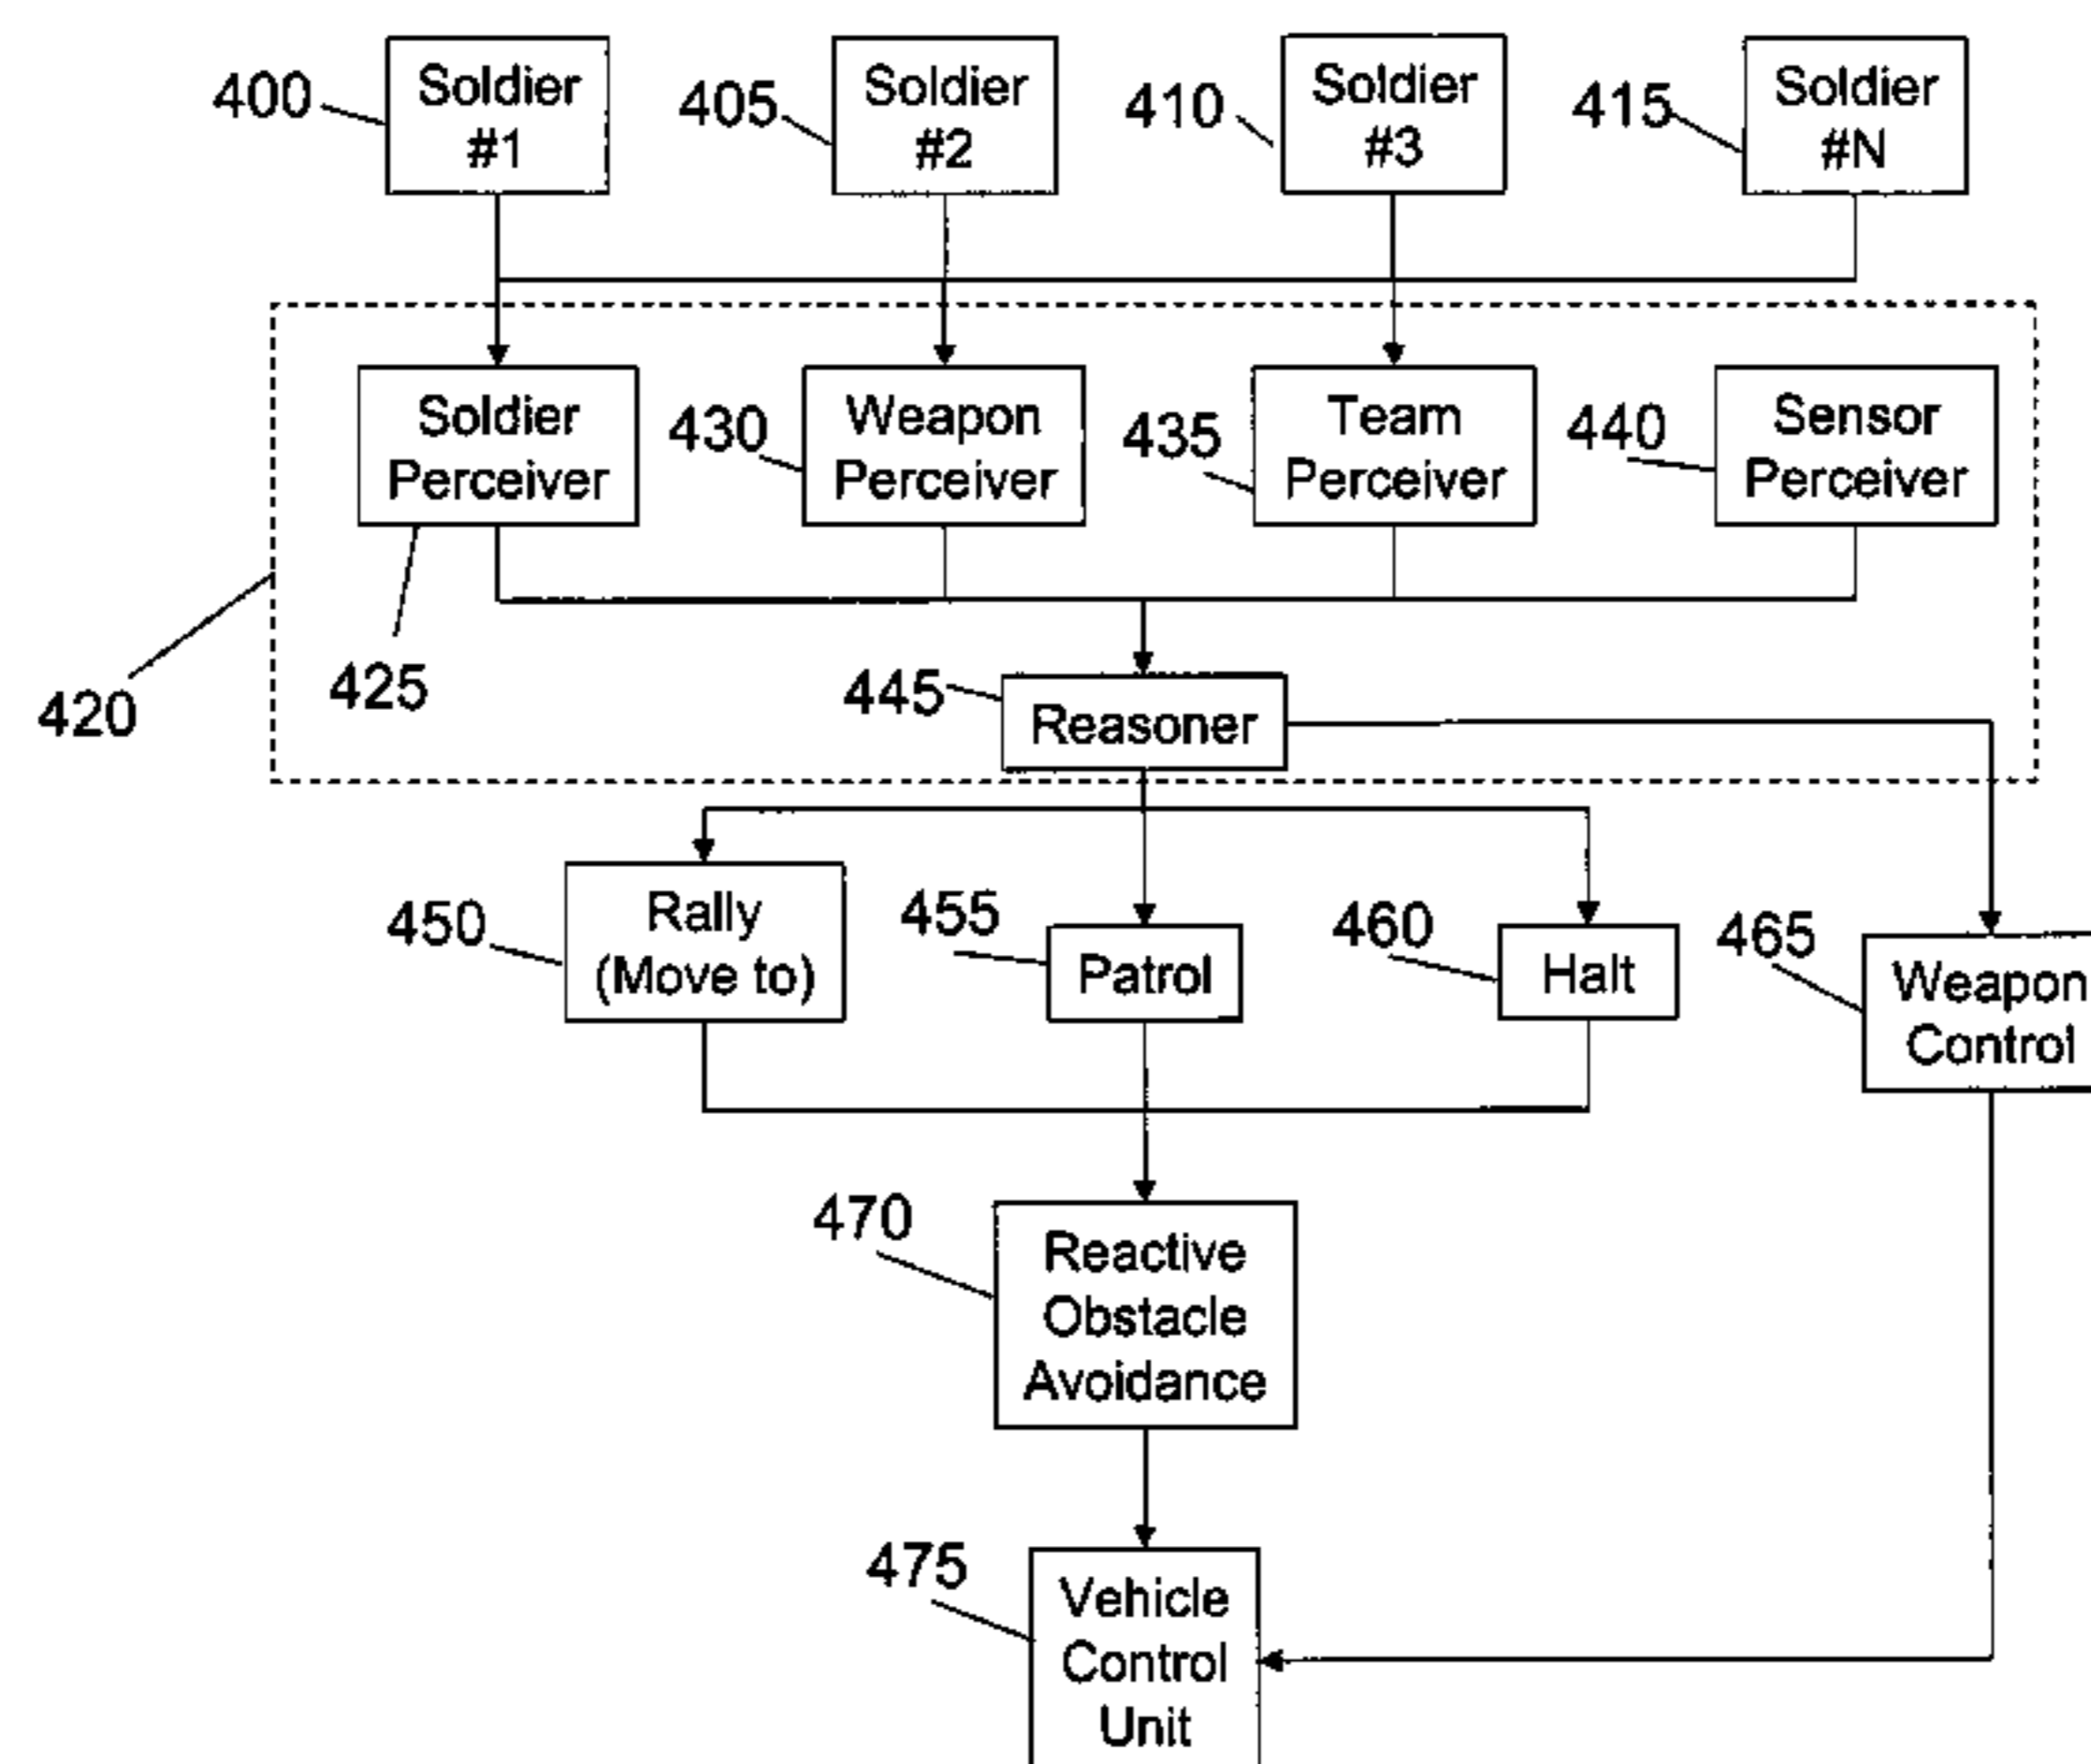 400
Soldier
#1
405
Soldier
#2
410
Soldier
#3
415
Soldier
#N
Soldier
Perceiver
430
Weapon
Perceiver
435
Team
Perceiver
440
Sensor
Perceiver
420
425
445
Reasoner
450
Rally
(Move to)
455
Patrol
460
Halt
465
Weapon
Control
470
Reactive
Obstacle
Avoidance
475
Vehicle
Control
Unit